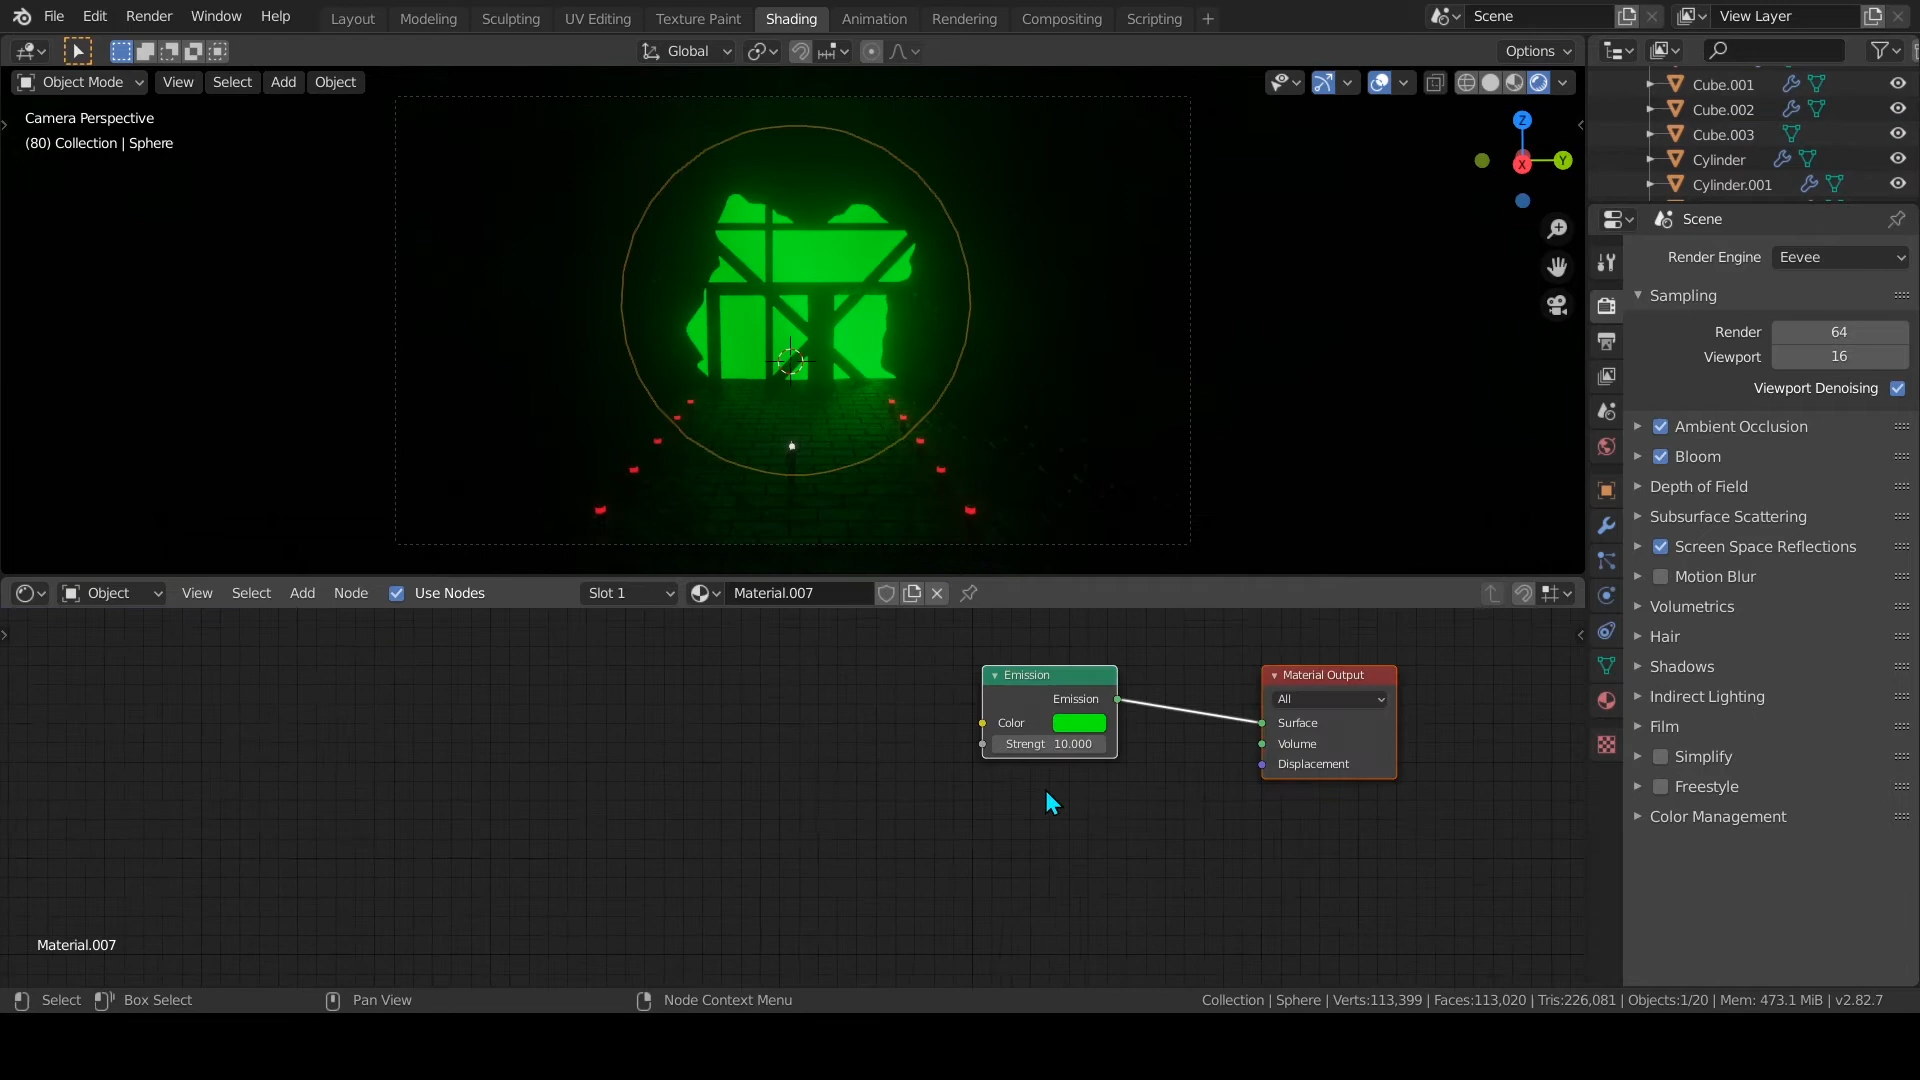 File Edit Render Window Help Layout Modeling Sculpting UV Editing Texture Paint Shading Animation Rendering Compositing Scripting + Scene View Layer
Global Options
Object Mode View Select Add Object
Camera Perspective
(80) Collection | Sphere
Z
Y
X
Cube.001
Cube.002
Cube.003
Cylinder
Cylinder.001
Scene
Render Engine Eevee
Sampling
Render 64
Viewport 16
Viewport Denoising
Ambient Occlusion
Bloom
Depth of Field
Subsurface Scattering
Screen Space Reflections
Motion Blur
Volumetrics
Hair
Shadows
Indirect Lighting
Film
Simplify
Freestyle
Color Management
Object View Select Add Node Use Nodes Slot 1 Material.007
Emission
Emission
Color
Strengt 10.000
Material Output
All
Surface
Volume
Displacement
Material.007
Select Box Select Pan View Node Context Menu Collection | Sphere | Verts:113,399 | Faces:113,020 | Tris:226,081 | Objects:1/20 | Mem: 473.1 MiB | v2.82.7